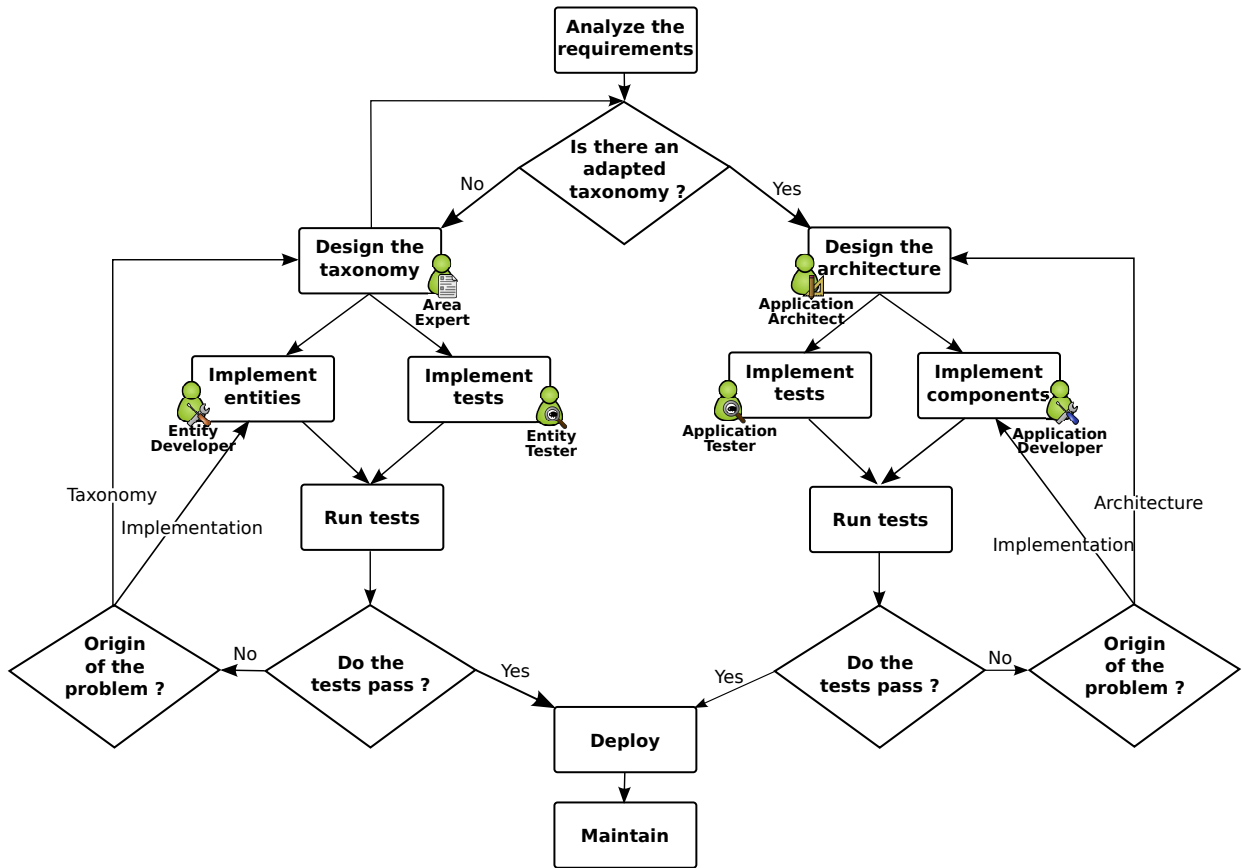 Analyze the
requirements
Is there an
adapted
taxonomy ?
No
Yes
Design the
taxonomy
Area
Expert
Design the
architecture
Application
Architect
Implement
entities
Entity
Developer
Implement
tests
Entity
Tester
Implement
tests
Application
Tester
Implement
components
Application
Developer
Taxonomy
Implementation
Run tests
Run tests
Architecture
Implementation
Origin
of the
problem ?
No
Do the
tests pass ?
Yes
Yes
Do the
tests pass ?
No
Origin
of the
problem ?
Deploy
Maintain